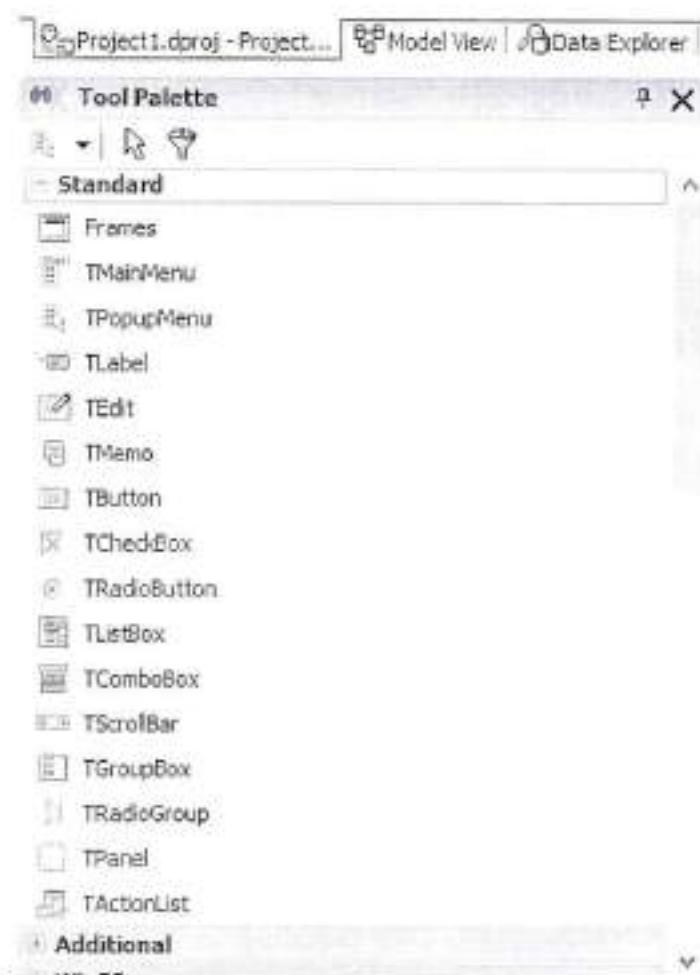 Project1.dproj - Project... Model View Data Explorer
Tool Palette
Standard
Frames
TMainMenu
TPopupMenu
TLabel
TEdit
TMemo
TButton
TCheckBox
TRadioButton
TListBox
TComboBox
TScrollBar
TGroupBox
TRadioGroup
TPanel
TActionList
Additional